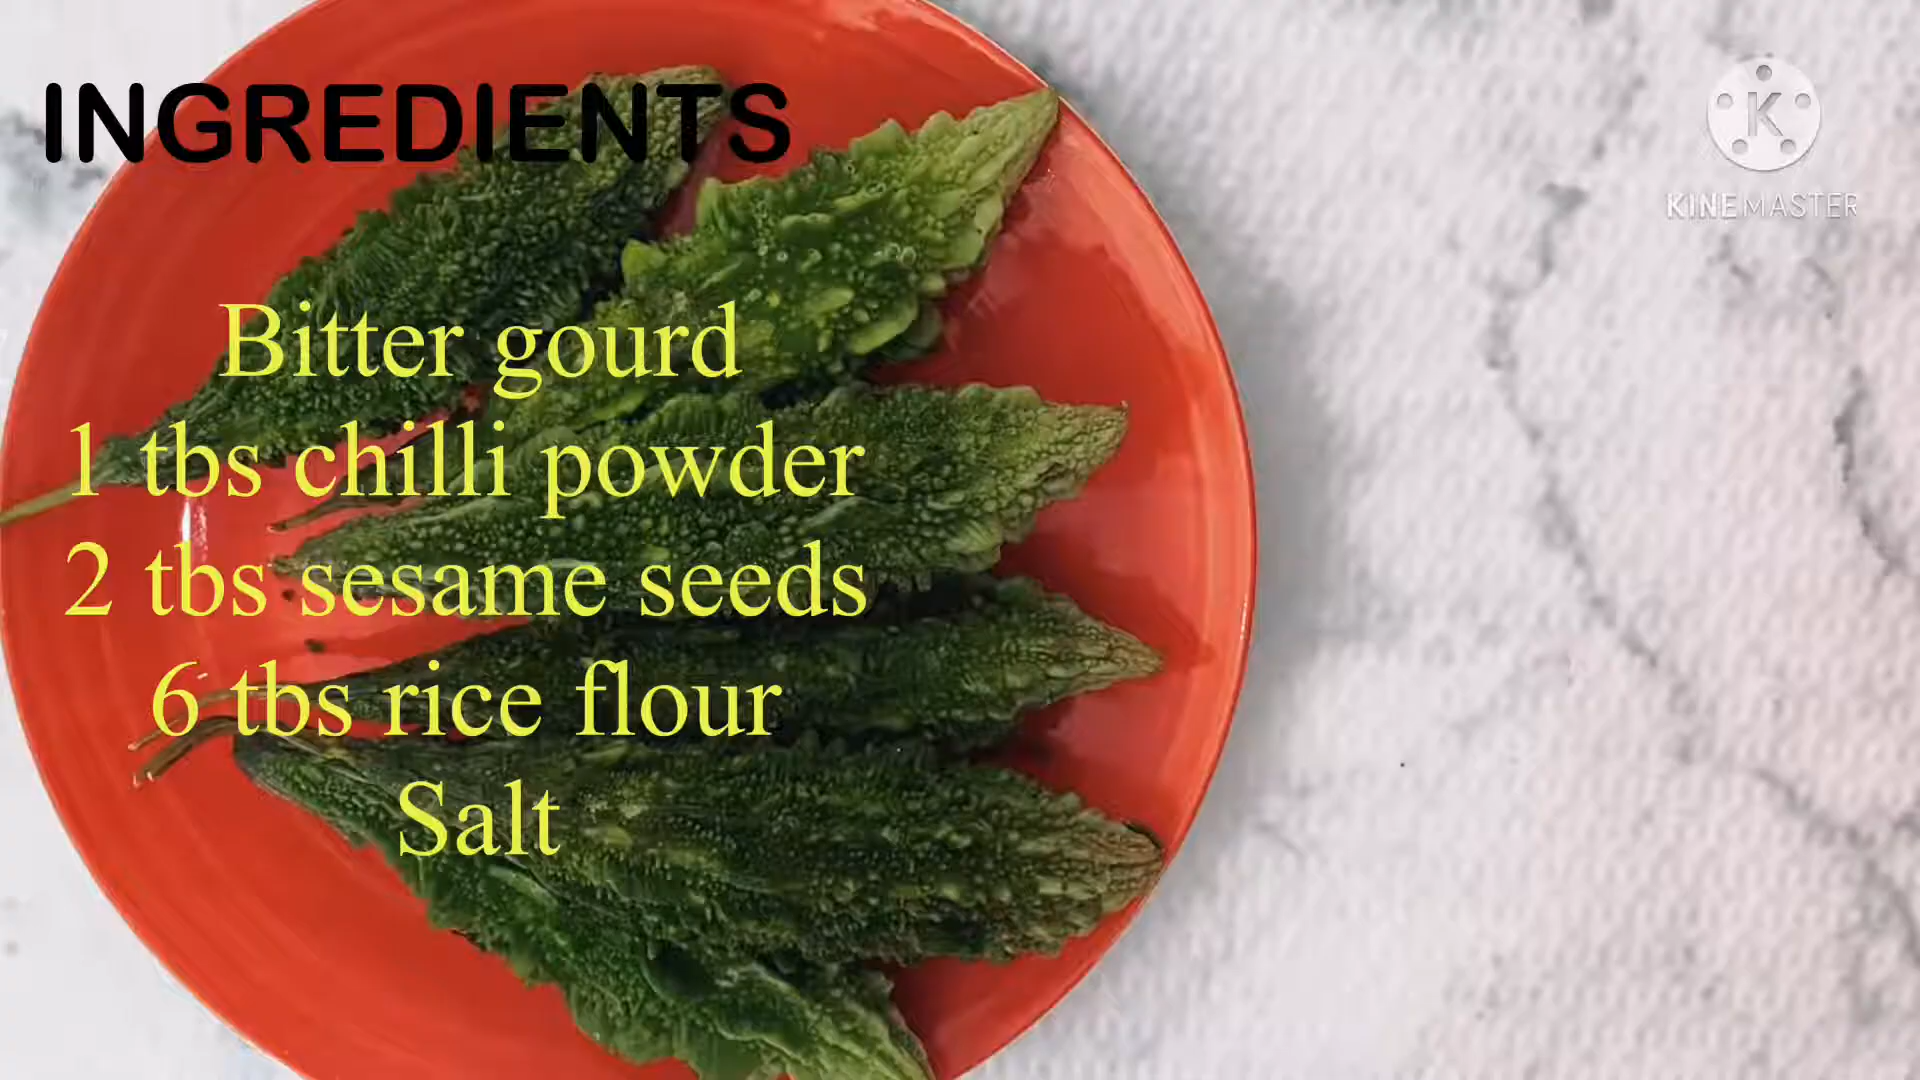 INGREDIENTS
K
KINEMASTER
Bitter gourd
1 tbs chilli powder
2 tbs sesame seeds
6 tbs rice flour
Salt